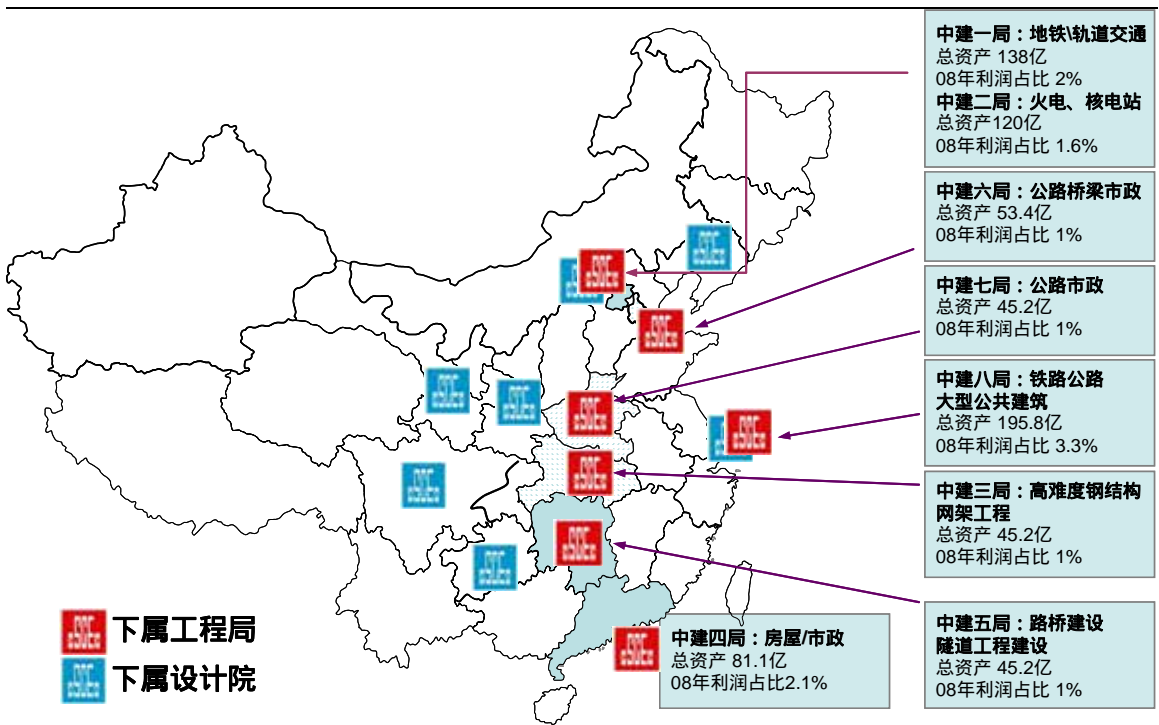 中建一局：地铁\轨道交通
总资产 138亿
08年利润占比 2%
中建二局：火电、核电站
总资产120亿
08年利润占比 1.6%
中建六局：公路桥梁市政
总资产 53.4亿
08年利润占比 1%
中建七局：公路市政
总资产 45.2亿
08年利润占比 1%
中建八局：铁路公路
大型公共建筑
总资产 195.8亿
08年利润占比 3.3%
中建三局：高难度钢结构
网架工程
总资产 45.2亿
08年利润占比 1%
中建五局：路桥建设
隧道工程建设
总资产 45.2亿
08年利润占比 1%
中建四局：房屋/市政
总资产 81.1亿
08年利润占比2.1%
下属工程局
下属设计院